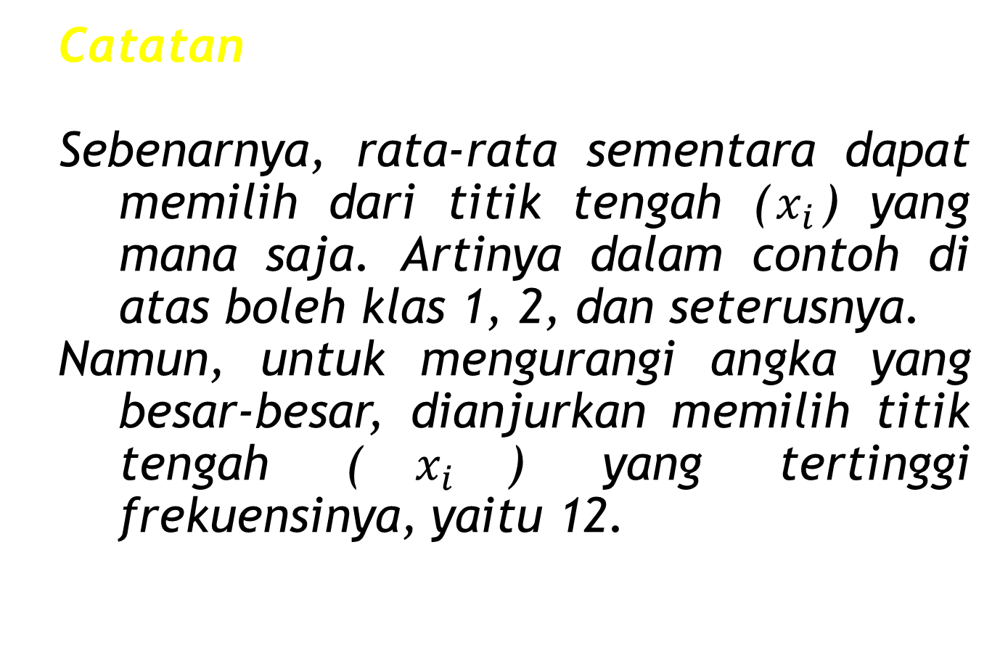 Catatan
Sebenarnya, rata-rata sementara dapat
memilih dari titik tengah (xᵢ) yang
mana saja. Artinya dalam contoh di
atas boleh klas 1, 2, dan seterusnya.
Namun, untuk mengurangi angka yang
besar-besar, dianjurkan memilih titik
tengah ( xᵢ ) yang tertinggi
frekuensinya, yaitu 12.